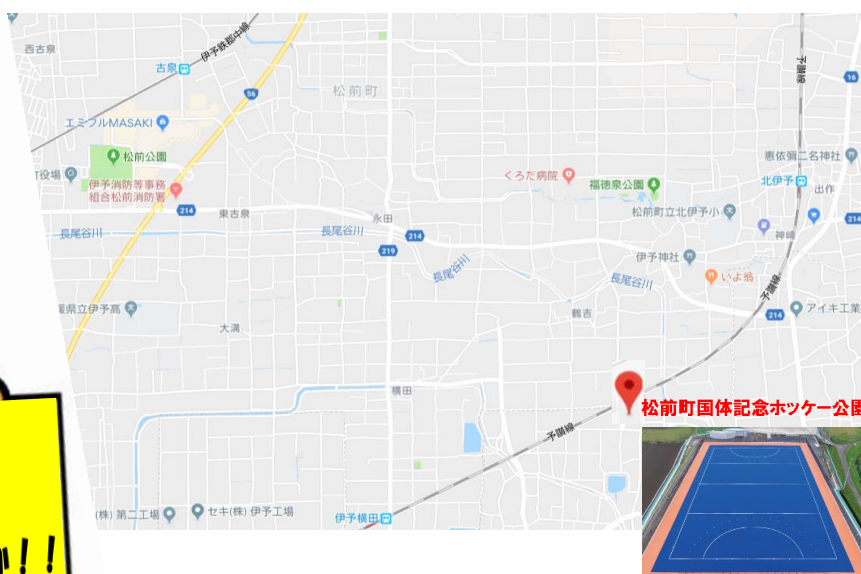 西古泉
伊予鉄郡中線
古泉
56
松前町
予讃線
16
エミフルMASAKI
松前公園
恵依彌二名神社
役場
伊予消防等事務
組合松前消防署
くろだ病院
福徳泉公園
北伊予
出作
214
東古泉
永田
松前町立北伊予小
214
長尾谷川
長尾谷川
214
神崎
219
伊予神社
長尾谷川
長尾谷川
いよ翁
予讃線
県立伊予高
大溝
鶴吉
214
アイキ工業
横田
松前町国体記念ホッケー公園
予讃線
(株) 第二工場
セキ(株) 伊予工場
伊予横田
!!